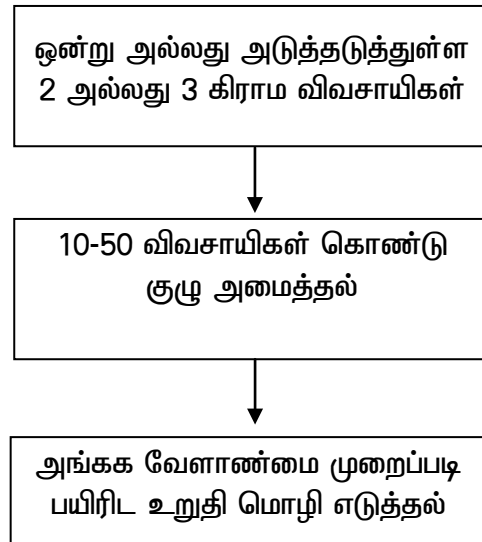 ஒன்று அல்லது அடுத்தடுத்துள்ள
2 அல்லது 3 கிராம விவசாயிகள்
10-50 விவசாயிகள் கொண்டு
குழு அமைத்தல்
அங்கக வேளாண்மை முறைப்படி
பயிரிட உறுதி மொழி எடுத்தல்